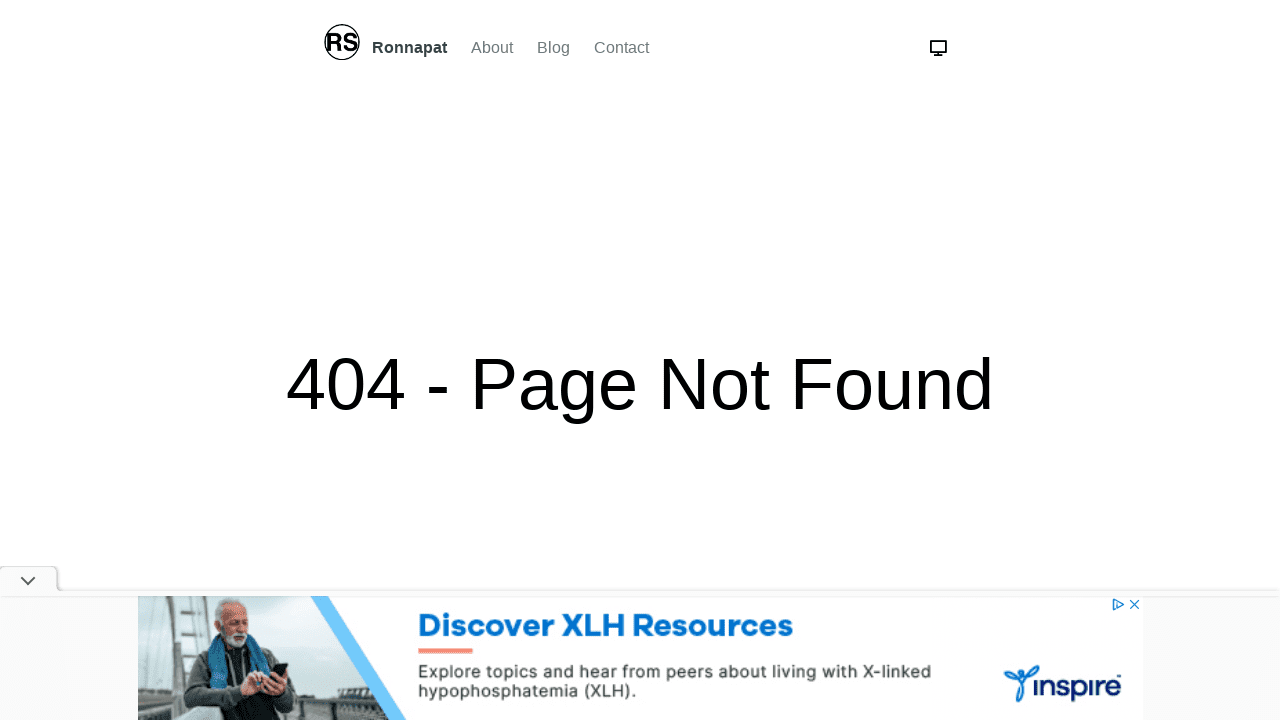 RS Ronnapat About Blog Contact
404 - Page Not Found
Discover XLH Resources
Explore topics and hear from peers about living with X-linked
hypophosphatemia (XLH).
inspire